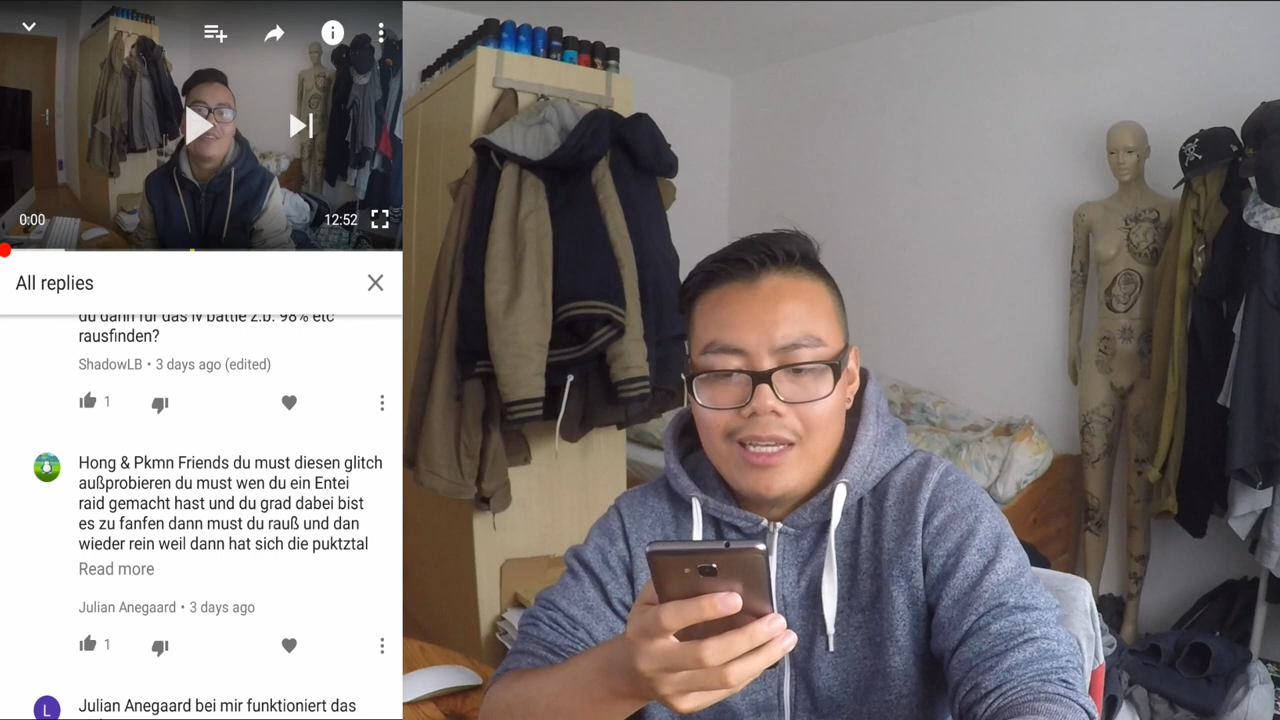 0:00
12:52
All replies
du dann für das iv battle z.b. 98% etc
rausfinden?
ShadowLB • 3 days ago (edited)
1
Hong & Pkmn Friends du must diesen glitch
außprobieren du must wen du ein Entei
raid gemacht hast und du grad dabei bist
es zu fanfen dann must du rauß und dan
wieder rein weil dann hat sich die puktztal
Read more
Julian Anegaard • 3 days ago
1
L
Julian Anegaard bei mir funktioniert das